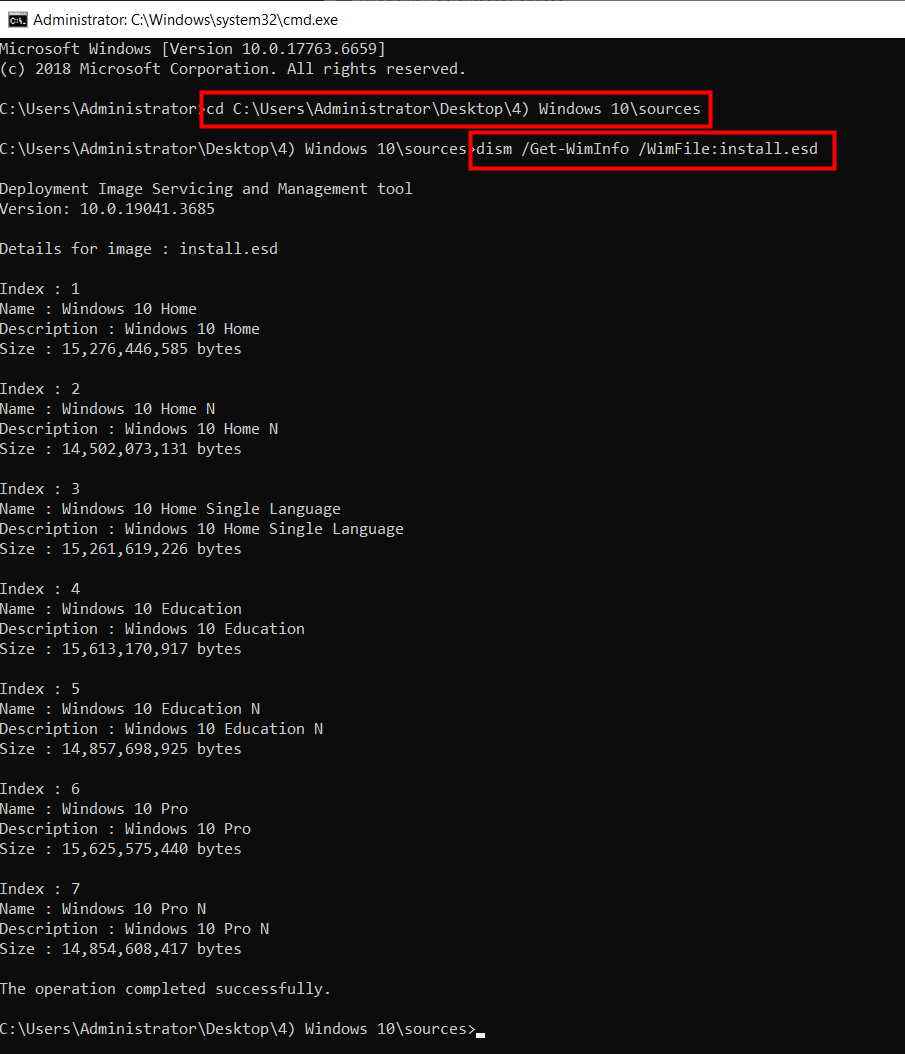 Administrator: C:\Windows\system32\cmd.exe
Microsoft Windows [Version 10.0.17763.6659]
(c) 2018 Microsoft Corporation. All rights reserved.
C:\Users\Administrator>cd C:\Users\Administrator\Desktop\4) Windows 10\sources
C:\Users\Administrator\Desktop\4) Windows 10\sources>dism /Get-WimInfo /WimFile:install.esd
Deployment Image Servicing and Management tool
Version: 10.0.19041.3685
Details for image : install.esd
Index : 1
Name : Windows 10 Home
Description : Windows 10 Home
Size : 15,276,446,585 bytes
Index : 2
Name : Windows 10 Home N
Description : Windows 10 Home N
Size : 14,502,073,131 bytes
Index : 3
Name : Windows 10 Home Single Language
Description : Windows 10 Home Single Language
Size : 15,261,619,226 bytes
Index : 4
Name : Windows 10 Education
Description : Windows 10 Education
Size : 15,613,170,917 bytes
Index : 5
Name : Windows 10 Education N
Description : Windows 10 Education N
Size : 14,857,698,925 bytes
Index : 6
Name : Windows 10 Pro
Description : Windows 10 Pro
Size : 15,625,575,440 bytes
Index : 7
Name : Windows 10 Pro N
Description : Windows 10 Pro N
Size : 14,854,608,417 bytes
The operation completed successfully.
C:\Users\Administrator\Desktop\4) Windows 10\sources>